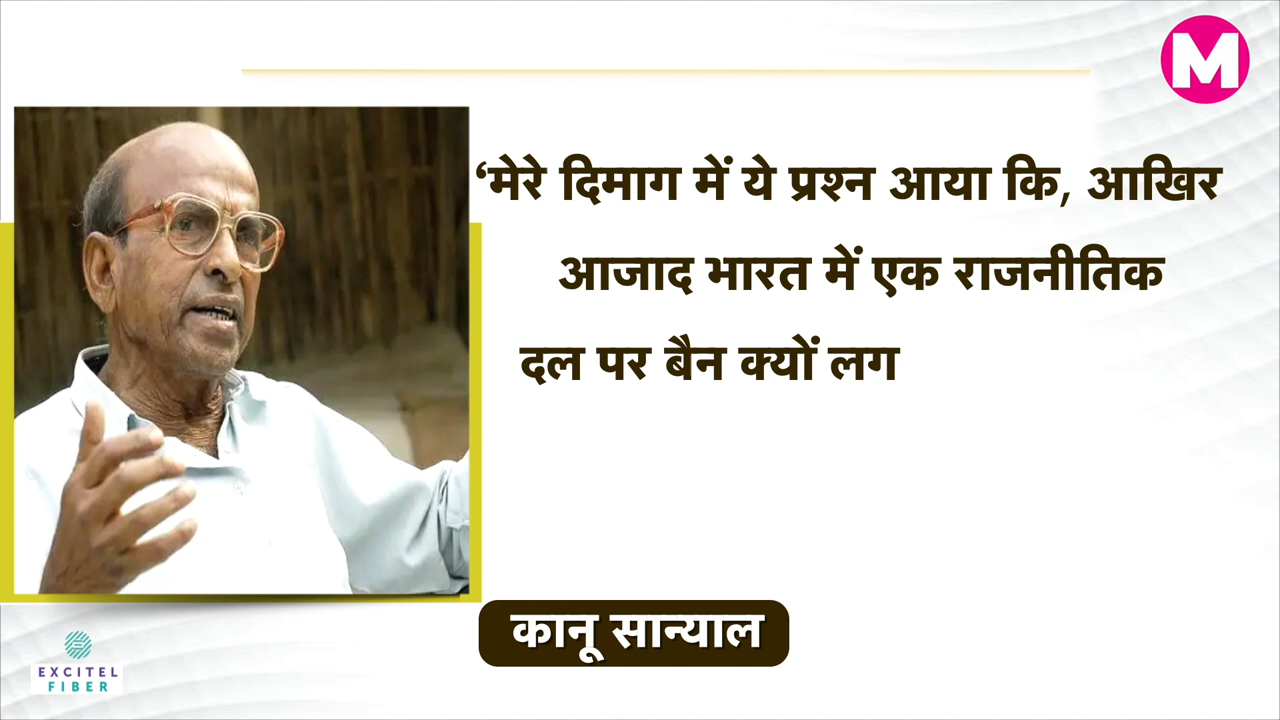 M
‘मेरे दिमाग में ये प्रश्न आया कि, आखिर
आजाद भारत में एक राजनीतिक
दल पर बैन क्यों लग
कानू सान्याल
EXCITEL
FIBER